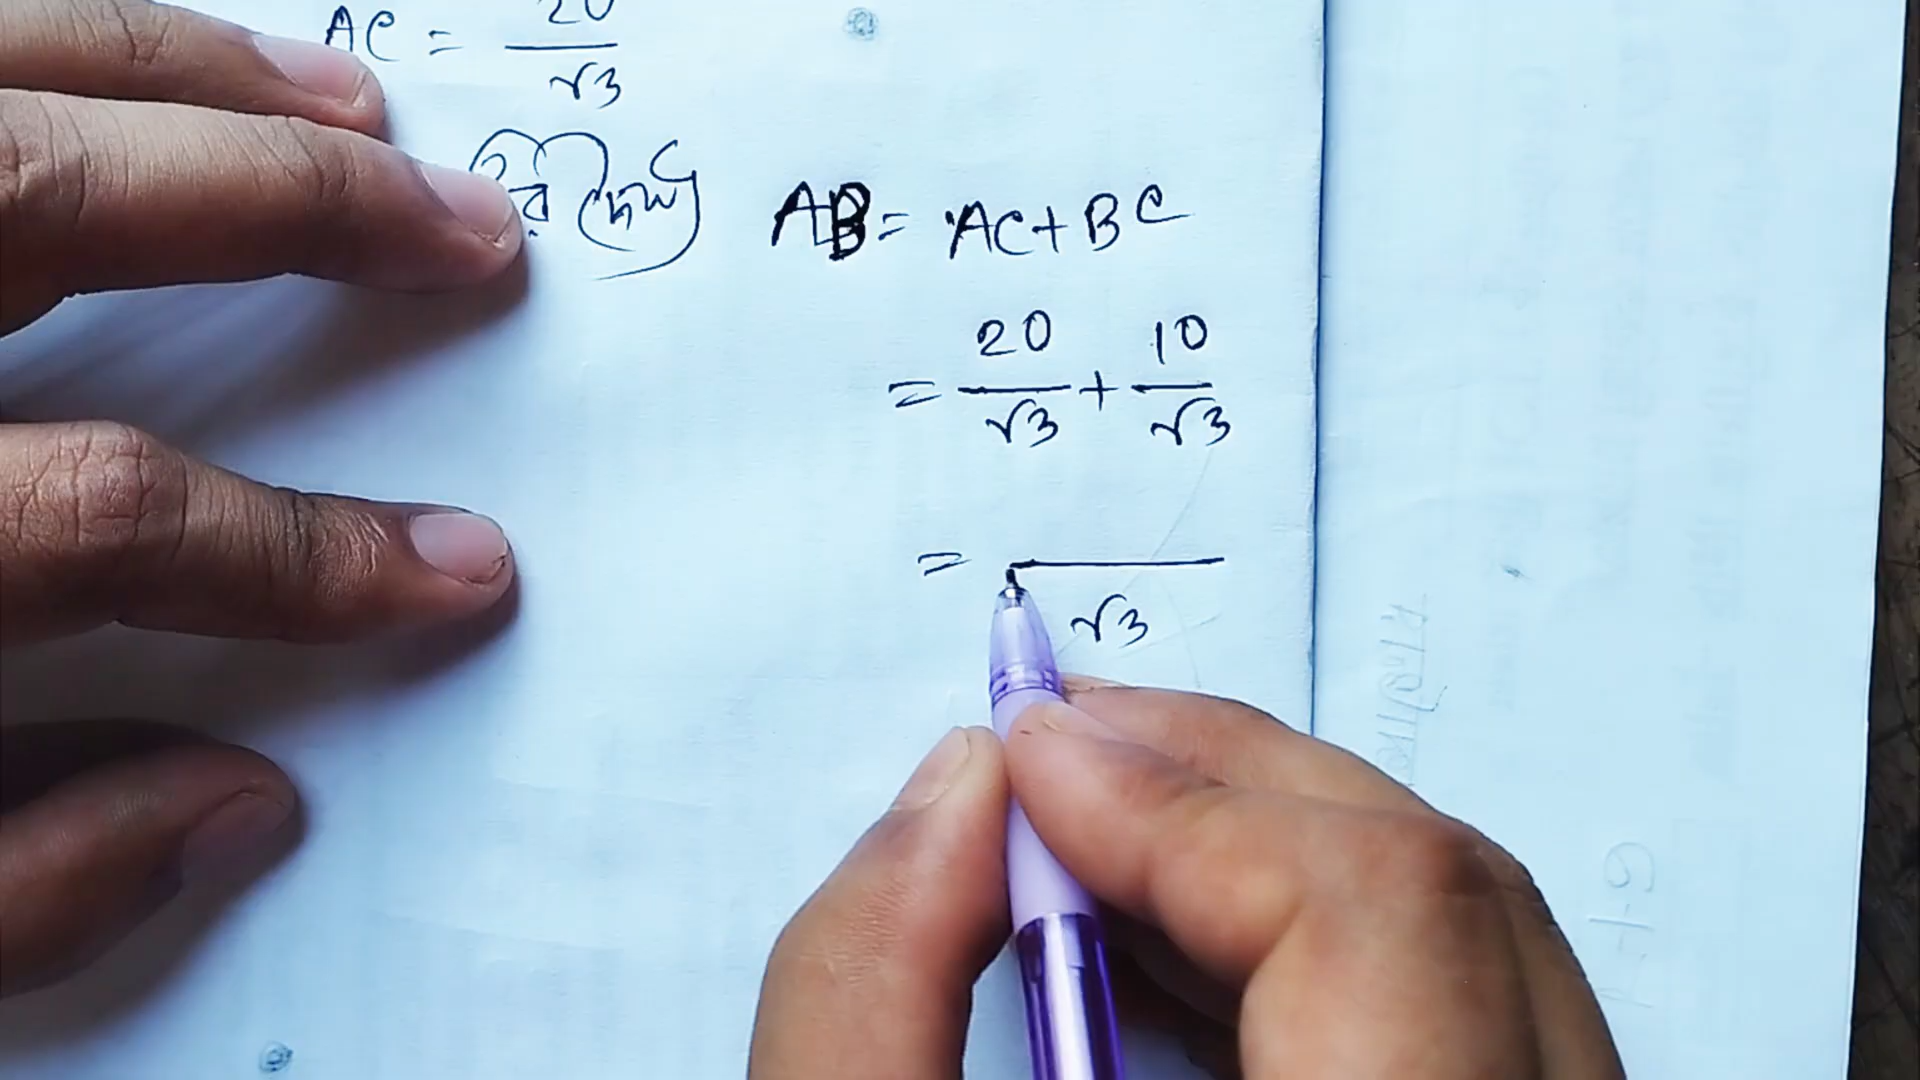 AC = 20/√3
র দৈর্ঘ্য AB = AC + BC
= 20/√3 + 10/√3
= /√3